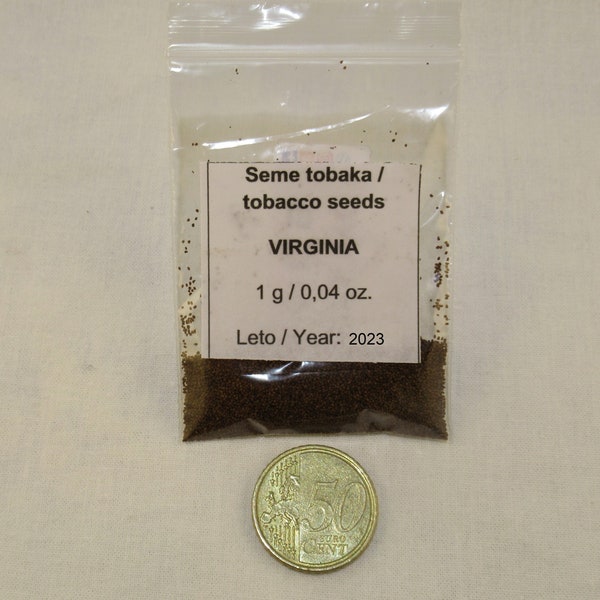 Seme tobaka /
tobacco seeds
VIRGINIA
1 g / 0,04 oz.
Leto / Year: 2023
50
EURO
CENT